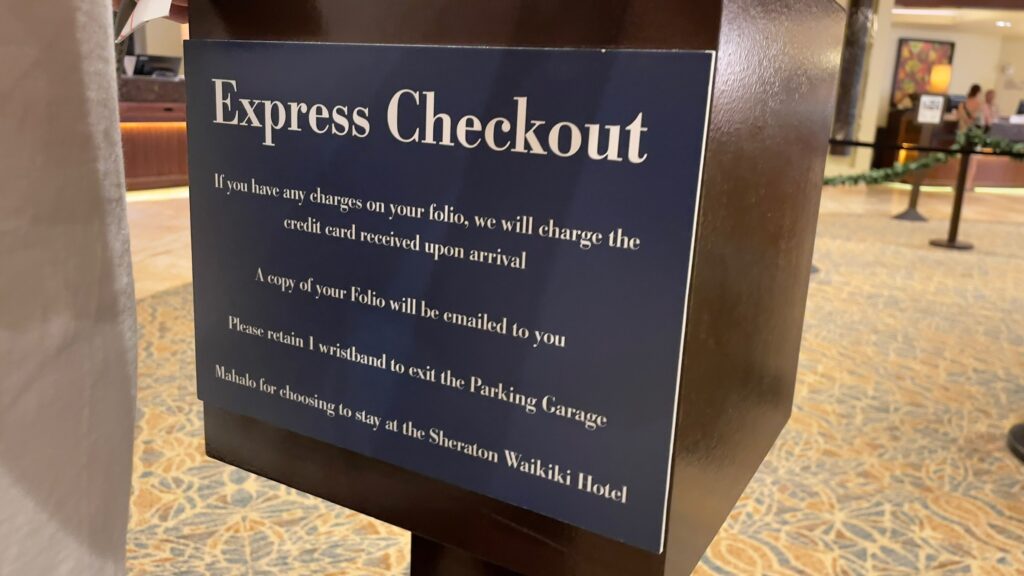 Express Checkout
If you have any charges on your folio, we will charge the
credit card received upon arrival
A copy of your Folio will be emailed to you
Please retain 1 wristband to exit the Parking Garage
Mahalo for choosing to stay at the Sheraton Waikiki Hotel